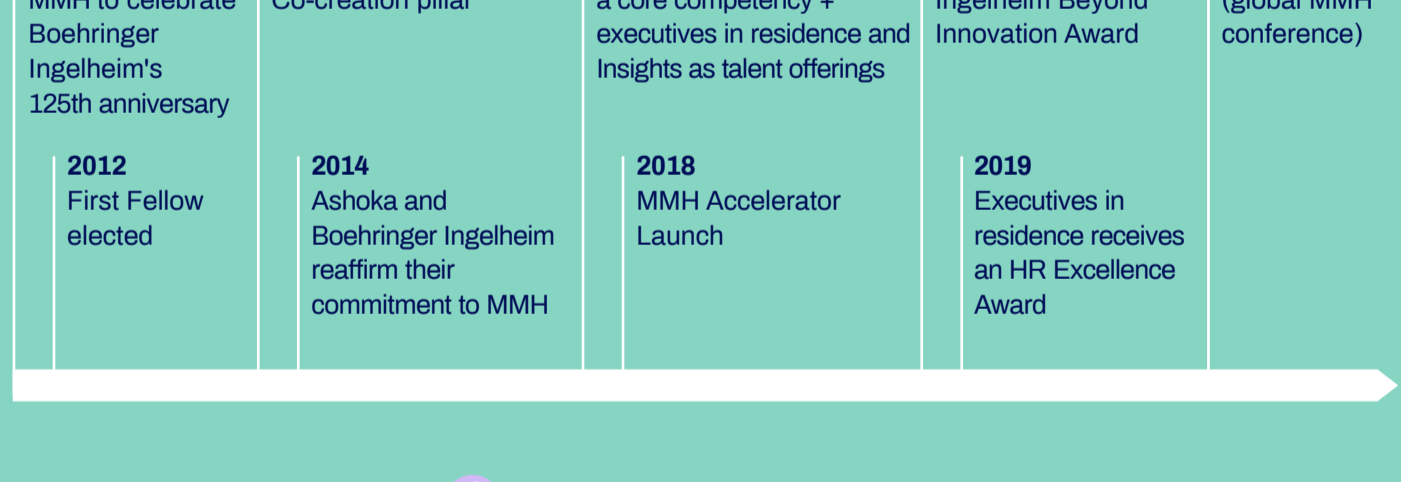 MMH to celebrate
Boehringer
Ingelheim's
125th anniversary
Co-creation pillar
a core competency +
executives in residence and
Insights as talent offerings
Ingelheim Beyond
Innovation Award
(global MMH
conference)
2012
First Fellow
elected
2014
Ashoka and
Boehringer Ingelheim
reaffirm their
commitment to MMH
2018
MMH Accelerator
Launch
2019
Executives in
residence receives
an HR Excellence
Award